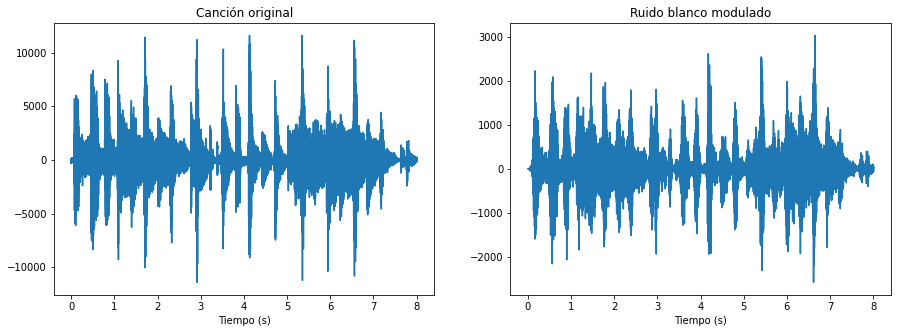 Canción original
10000
5000
0
−5000
−10000
0 1 2 3 4 5 6 7 8
Tiempo (s)
Ruido blanco modulado
3000
2000
1000
0
−1000
−2000
0 1 2 3 4 5 6 7 8
Tiempo (s)